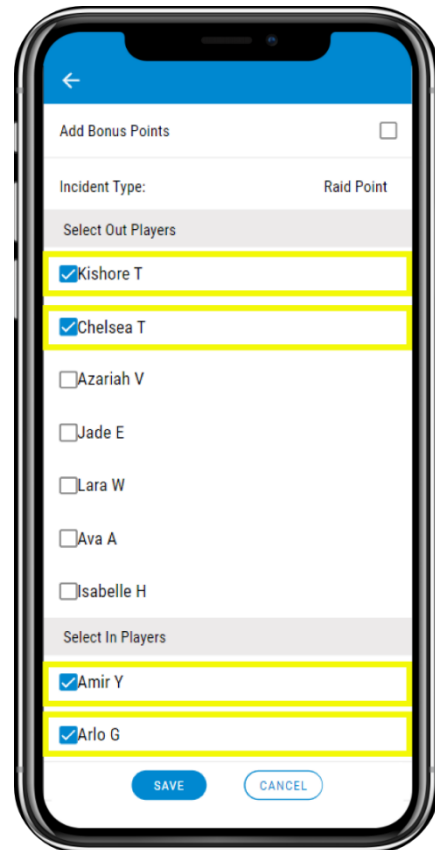 Add Bonus Points
Incident Type: Raid Point
Select Out Players
Kishore T
Chelsea T
Azariah V
Jade E
Lara W
Ava A
Isabelle H
Select In Players
Amir Y
Arlo G
SAVE CANCEL